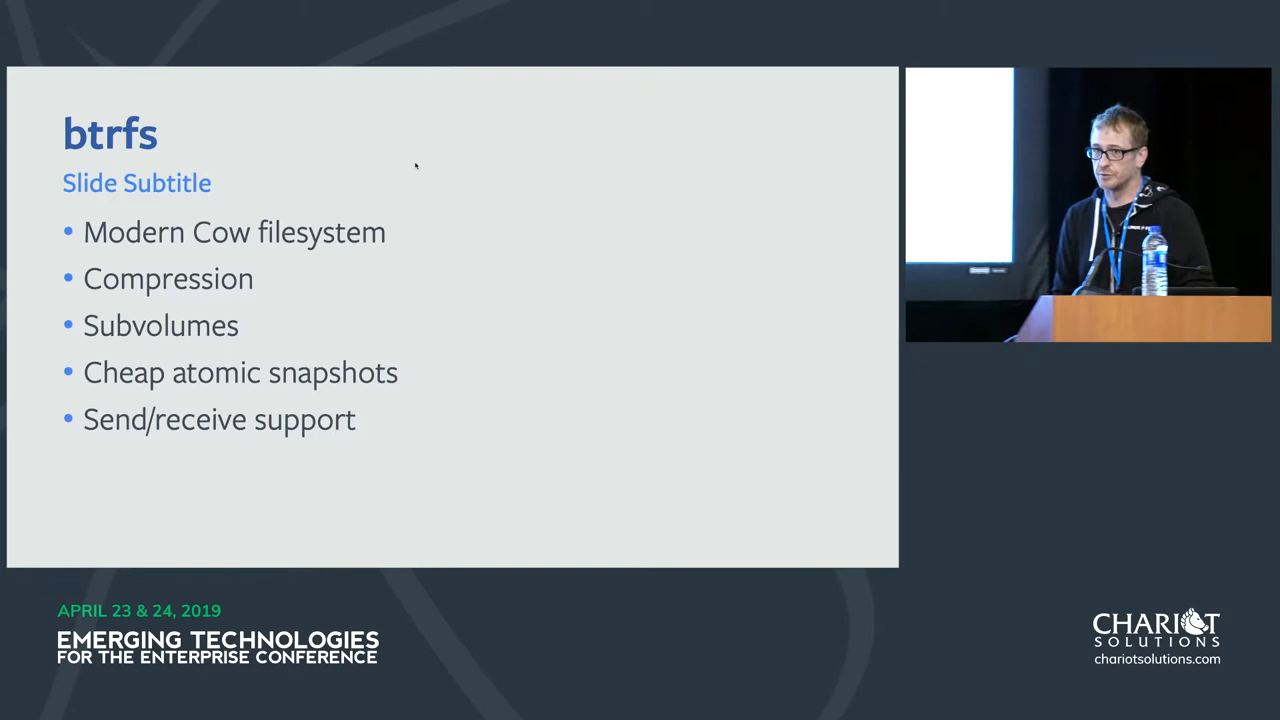 btrfs
Slide Subtitle
• Modern Cow filesystem
• Compression
• Subvolumes
• Cheap atomic snapshots
• Send/receive support
APRIL 23 & 24, 2019
EMERGING TECHNOLOGIES
FOR THE ENTERPRISE CONFERENCE
CHARIOT
SOLUTIONS
chariotsolutions.com